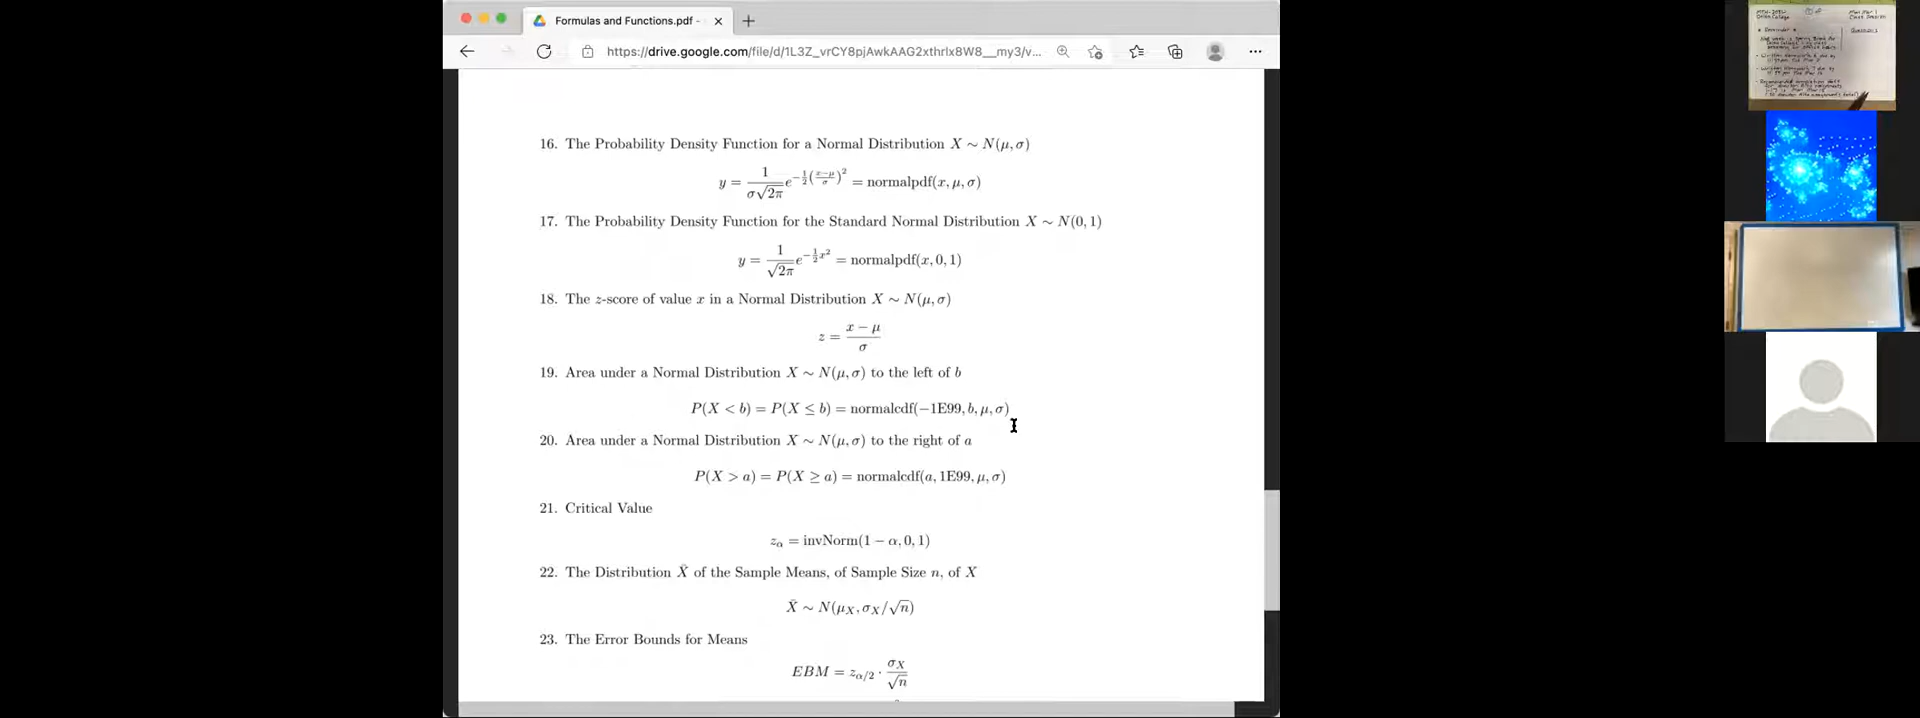 Formulas and Functions.pdf -
https://drive.google.com/file/d/1L3Z_vrCY8pjAwkAAG2xthrlx8W8__my3/v...
16. The Probability Density Function for a Normal Distribution X ∼ N(μ, σ)
y = 1/(σ√2π) e^{-1/2((x−μ)/σ)^2} = normalpdf(x, μ, σ)
17. The Probability Density Function for the Standard Normal Distribution X ∼ N(0, 1)
y = 1/√2π e^{-1/2 x^2} = normalpdf(x, 0, 1)
18. The z-score of value x in a Normal Distribution X ∼ N(μ, σ)
z = (x − μ)/σ
19. Area under a Normal Distribution X ∼ N(μ, σ) to the left of b
P(X < b) = P(X ≤ b) = normalcdf(−1E99, b, μ, σ)
20. Area under a Normal Distribution X ∼ N(μ, σ) to the right of a
P(X > a) = P(X ≥ a) = normalcdf(a, 1E99, μ, σ)
21. Critical Value
z_α = invNorm(1 − α, 0, 1)
22. The Distribution X̄ of the Sample Means, of Sample Size n, of X
X̄ ∼ N(μ_X, σ_X/√n)
23. The Error Bounds for Means
EBM = z_{α/2} · σ_X/√n